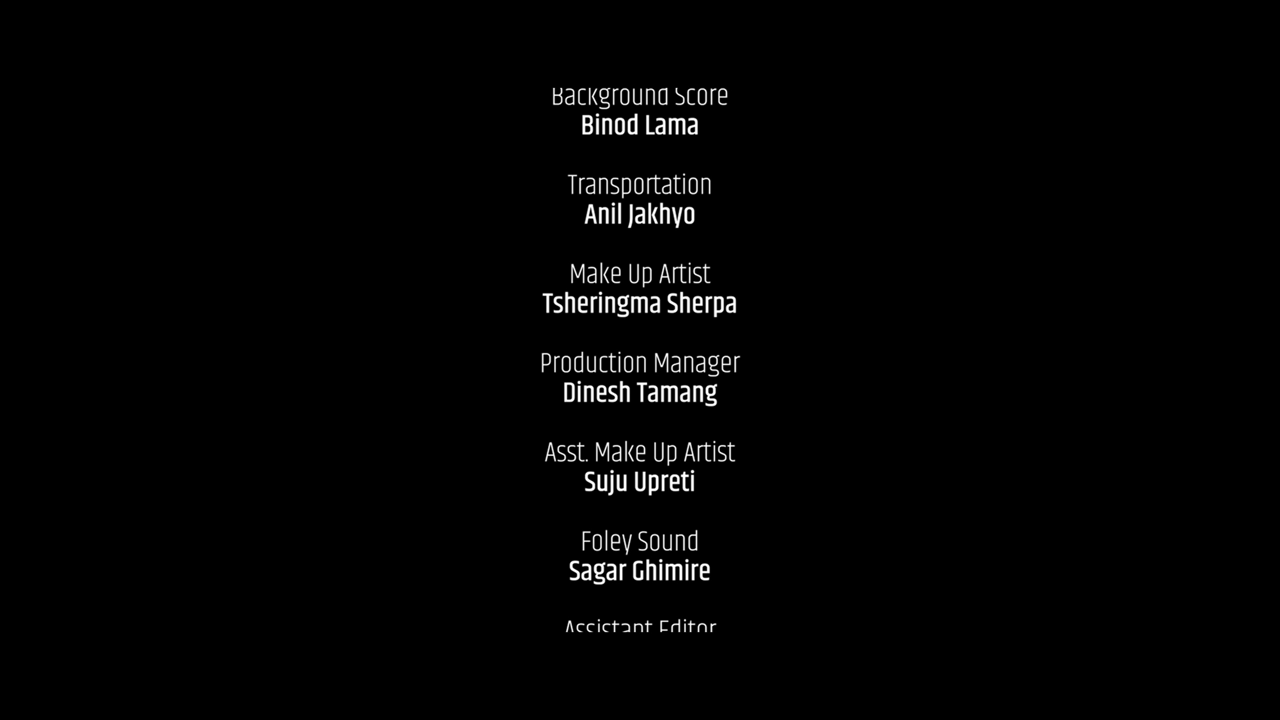 Background Score
Binod Lama
Transportation
Anil Jakhyo
Make Up Artist
Tsheringma Sherpa
Production Manager
Dinesh Tamang
Asst. Make Up Artist
Suju Upreti
Foley Sound
Sagar Ghimire
Assistant Editor